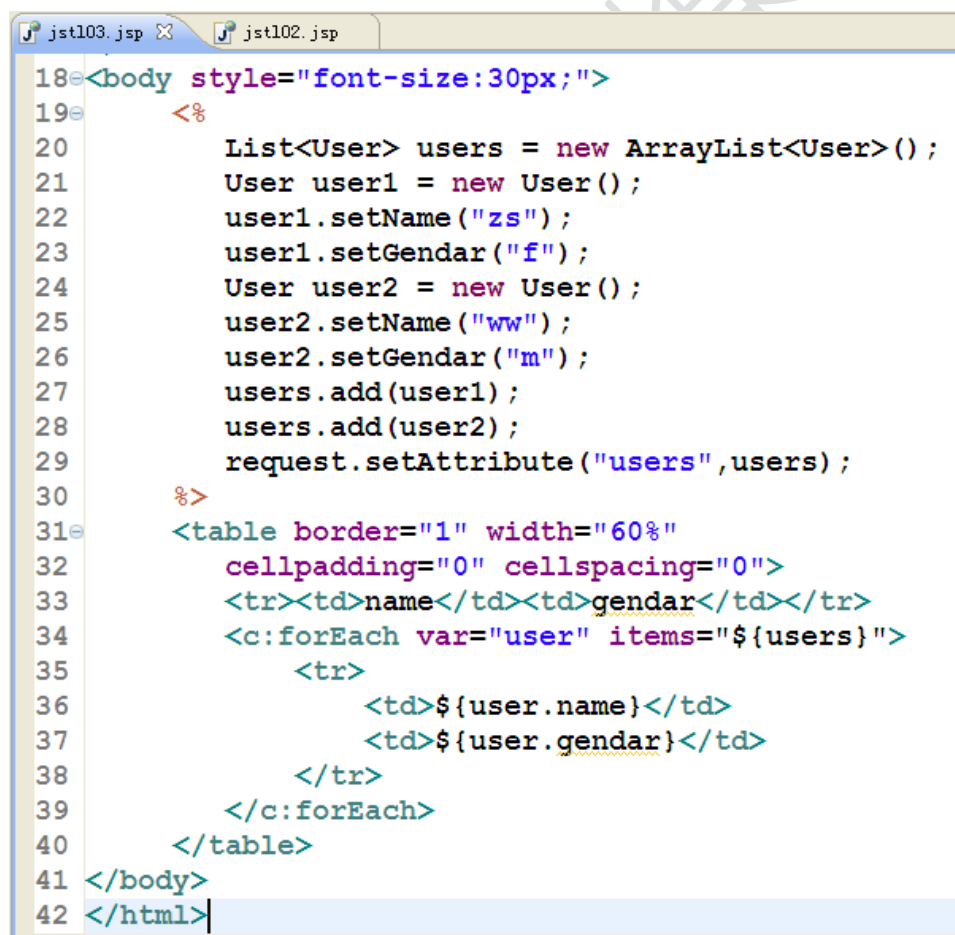 jstl03.jsp jstl02.jsp
18 <body style="font-size:30px;">
19 <%
20 List<User> users = new ArrayList<User>();
21 User user1 = new User();
22 user1.setName("zs");
23 user1.setGendar("f");
24 User user2 = new User();
25 user2.setName("ww");
26 user2.setGendar("m");
27 users.add(user1);
28 users.add(user2);
29 request.setAttribute("users",users);
30 %>
31 <table border="1" width="60%"
32 cellpadding="0" cellspacing="0">
33 <tr><td>name</td><td>gendar</td></tr>
34 <c:forEach var="user" items="${users}">
35 <tr>
36 <td>${user.name}</td>
37 <td>${user.gendar}</td>
38 </tr>
39 </c:forEach>
40 </table>
41 </body>
42 </html>